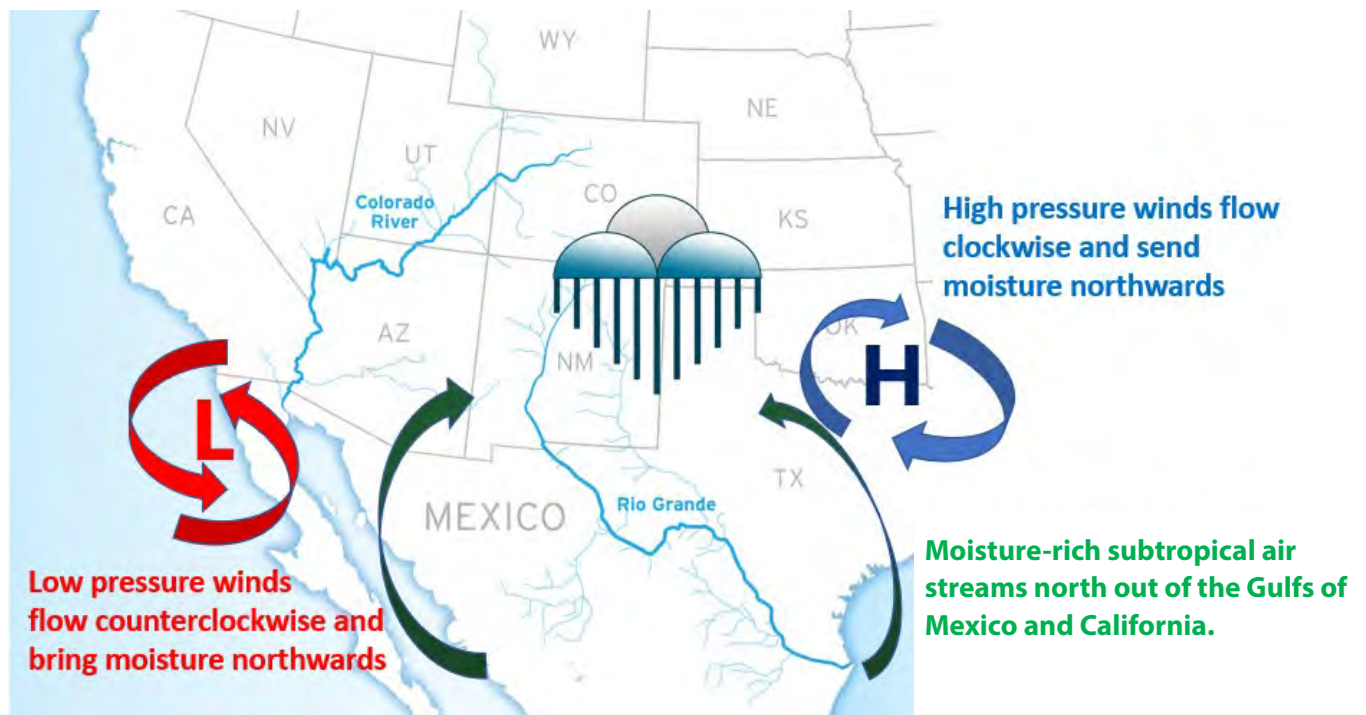 WY
NE
NV
UT
CO
Colorado
River
CA
KS
High pressure winds flow
clockwise and send
moisture northwards
AZ
NM
OK
H
L
TX
MEXICO
Rio Grande
Low pressure winds
flow counterclockwise and
bring moisture northwards
Moisture-rich subtropical air
streams north out of the Gulfs of
Mexico and California.